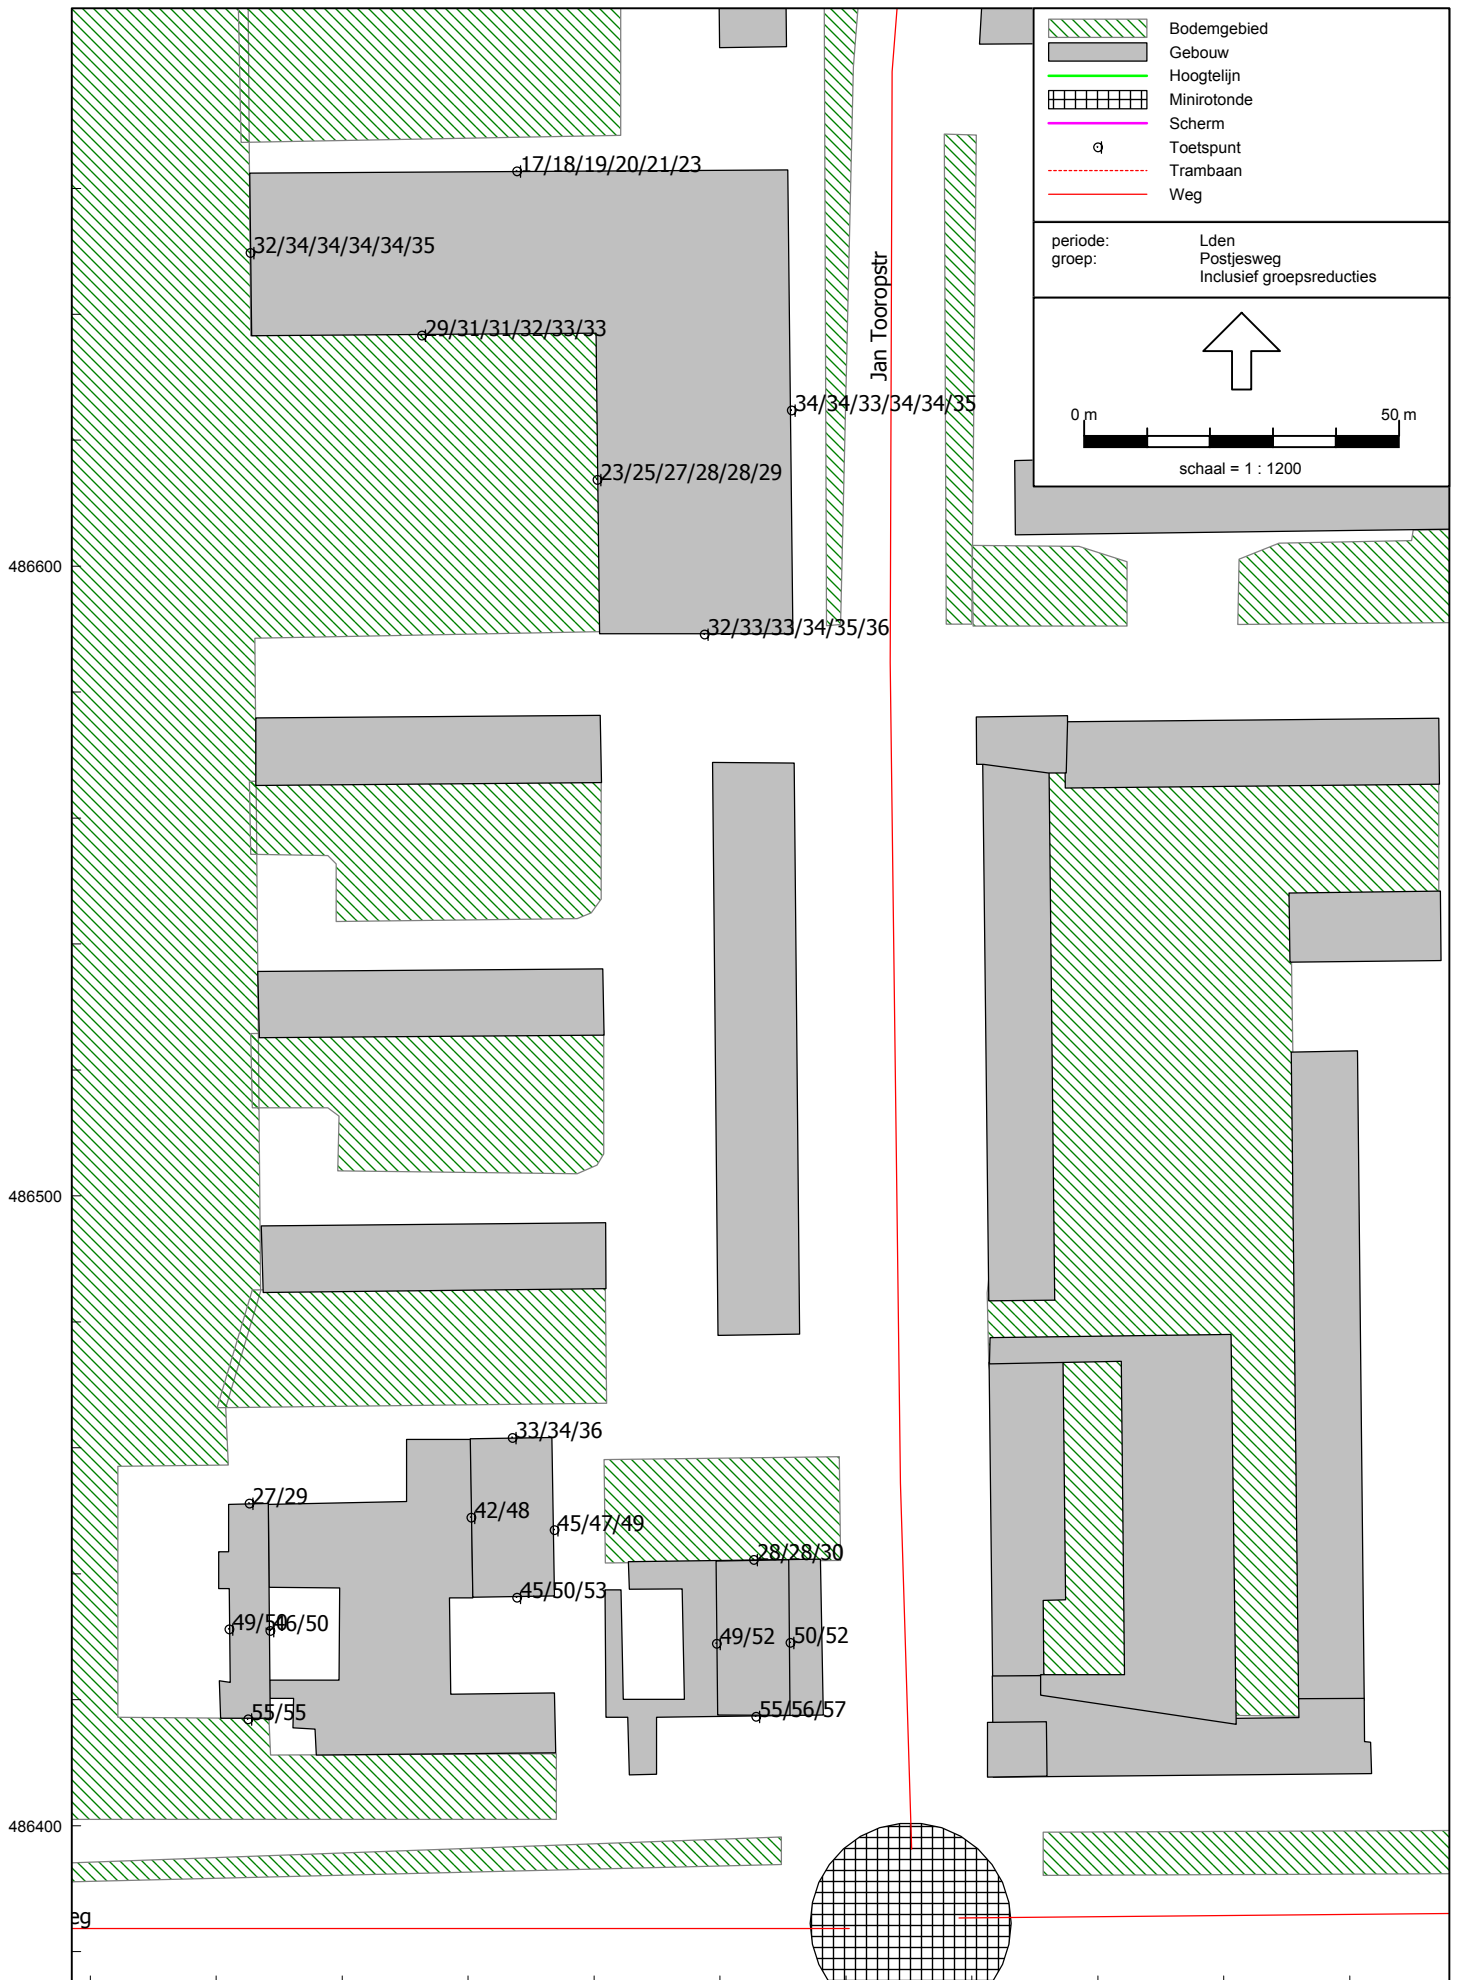 Bodemgebied
Gebouw
Hoogtelijn
Minirotonde
Scherm
Toetspunt
Trambaan
Weg
periode: Lden
groep: Postjesweg
Inclusief groepsreducties
0 m 50 m
schaal = 1 : 1200
17/18/19/20/21/23
32/34/34/34/34/35
Jan Tooropstr
29/31/31/32/33/33
34/34/33/34/34/35
23/25/27/28/28/29
486600
32/33/33/34/35/36
486500
33/34/36
27/29
42/48
45/47/49
28/28/30
45/50/53
49/50
46/50
49/52
50/52
55/55
55/56/57
486400
eg